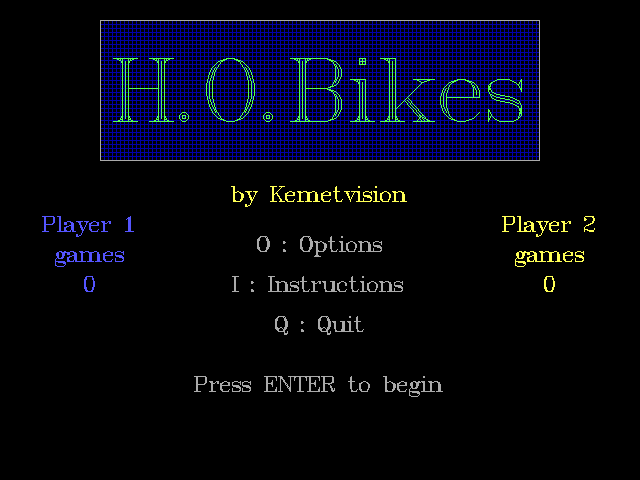 H.O.Bikes
by Kemetvision
Player 1
games
0
O : Options
I : Instructions
Q : Quit
Player 2
games
0
Press ENTER to begin